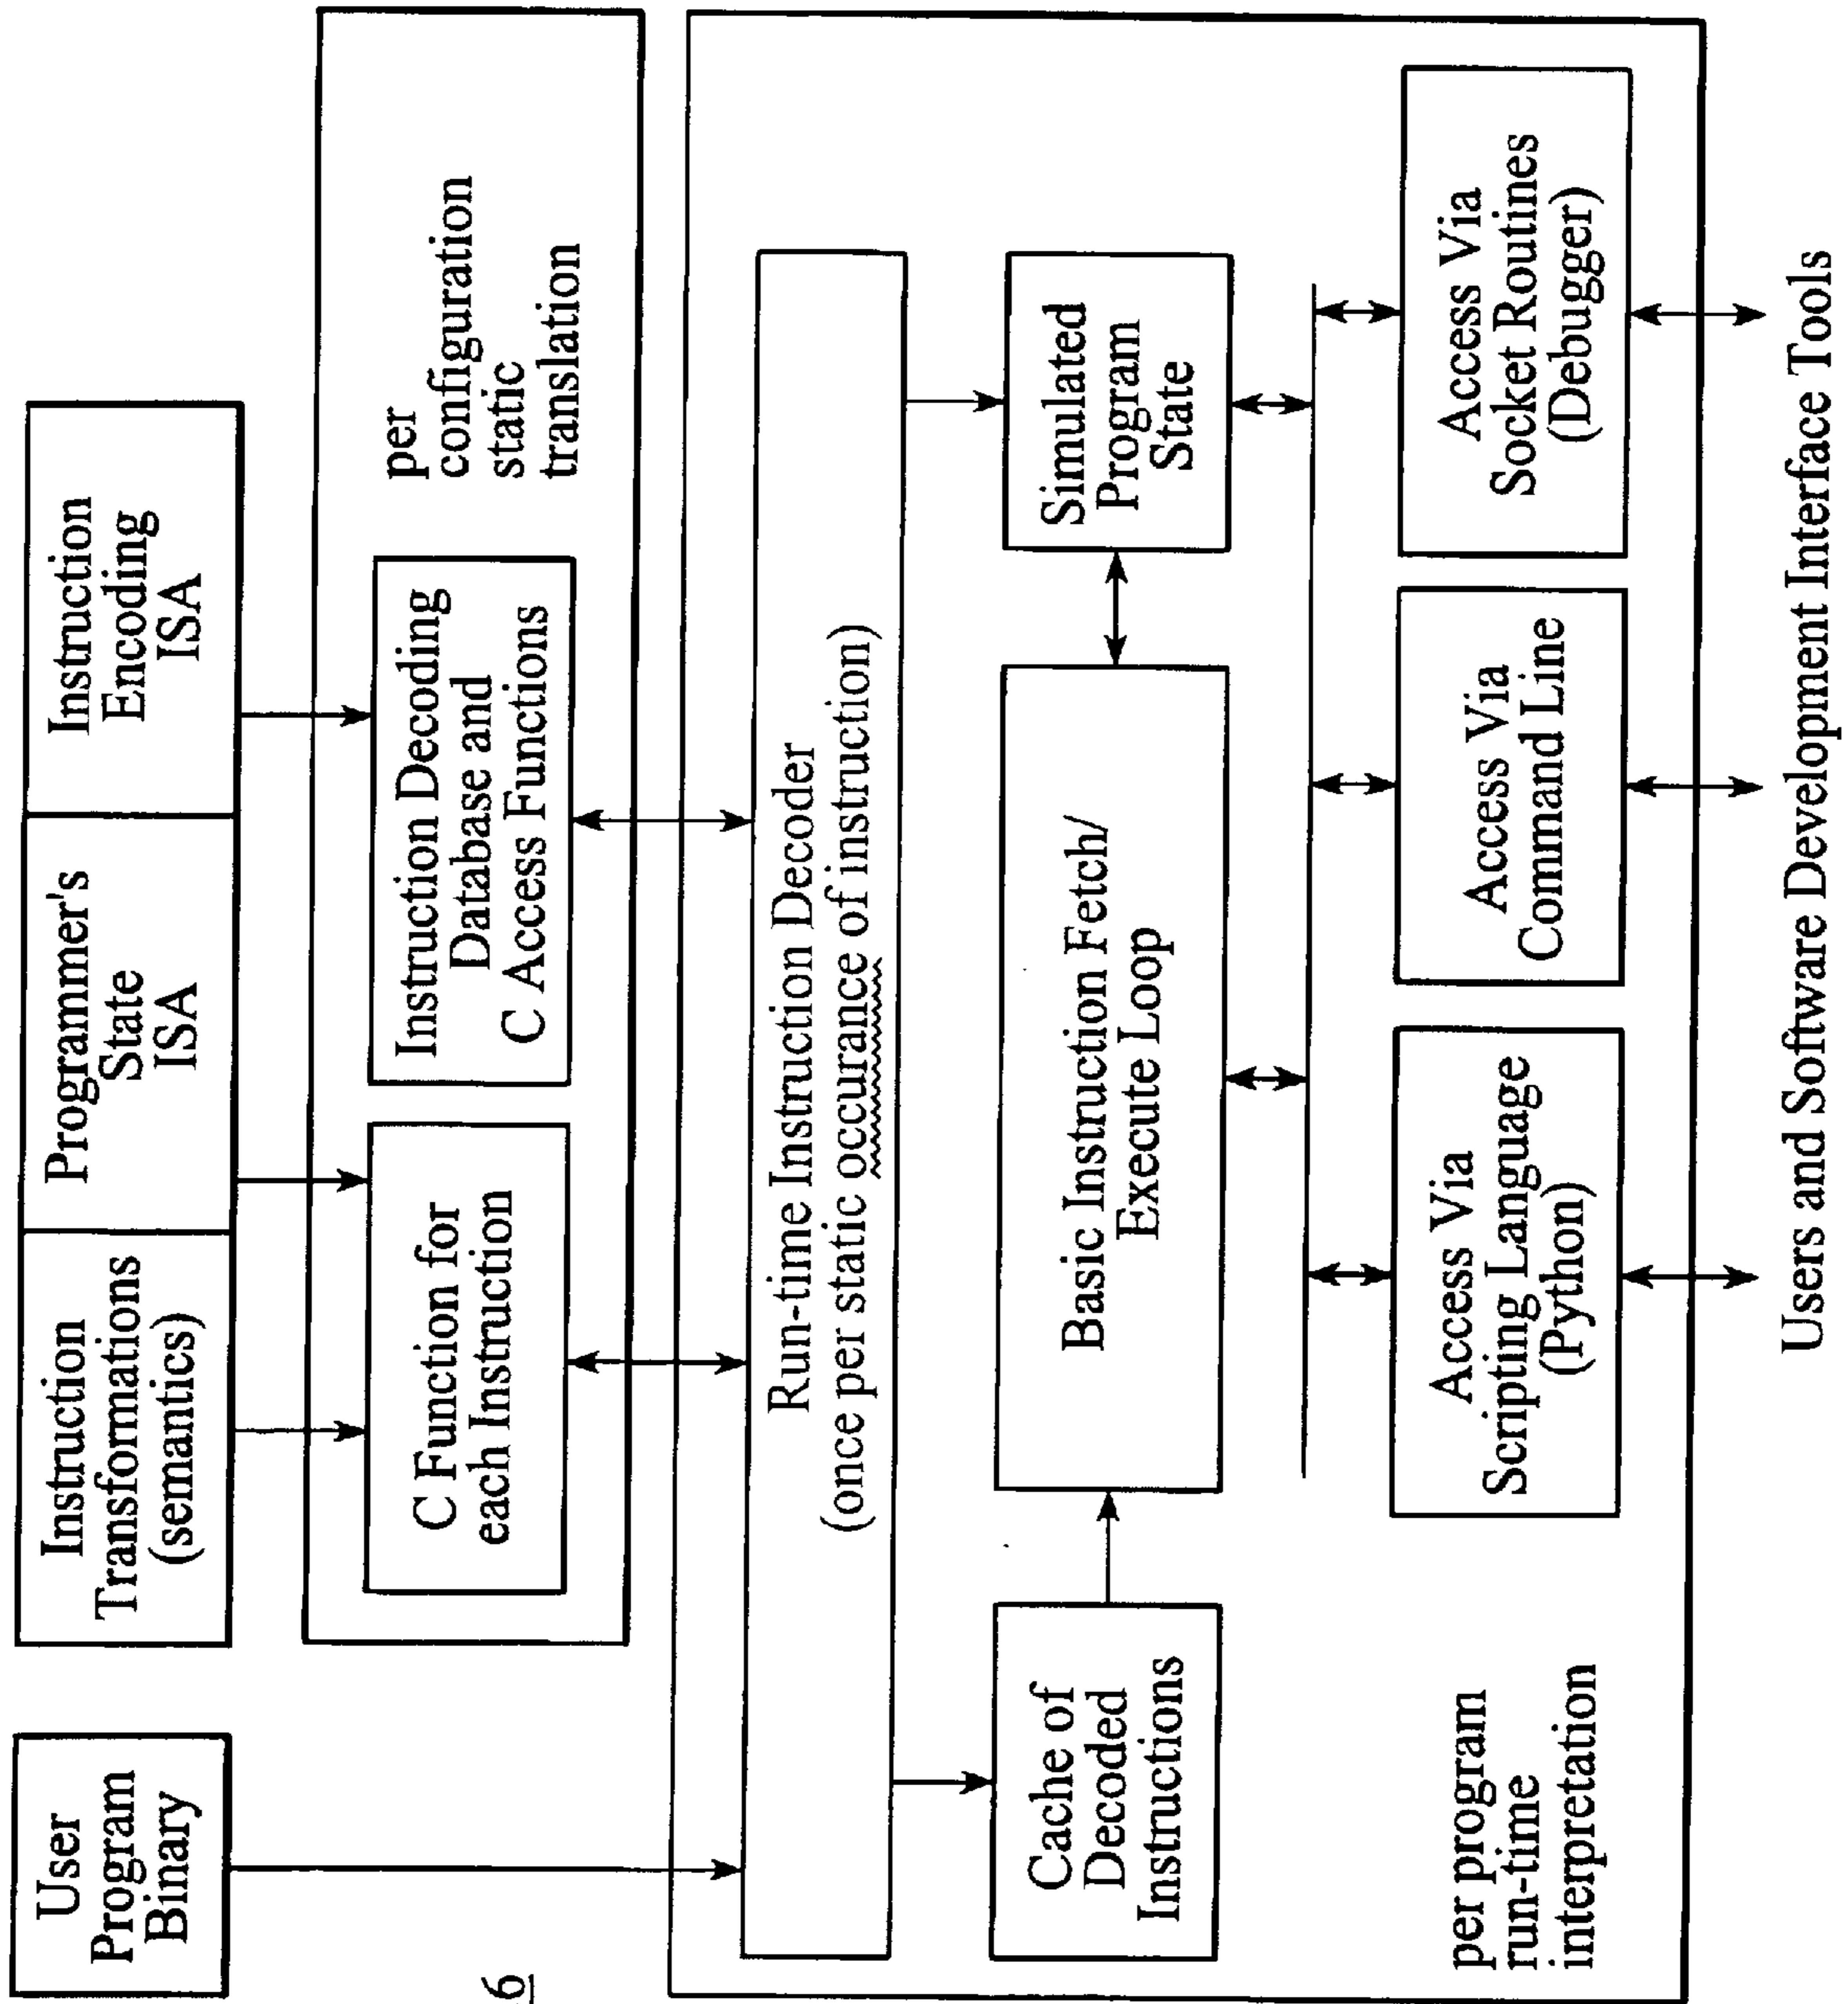 User
Program
Binary
Instruction
Transformations
(semantics)
Programmer's
State
ISA
Instruction
Encoding
ISA
C Function for
each Instruction
Instruction Decoding
Database and
C Access Functions
per
configuration
static
translation
6
Run-time Instruction Decoder
(once per static occurance of instruction)
Cache of
Decoded
Instructions
Basic Instruction Fetch/
Execute Loop
Simulated
Program
State
per program
run-time
interpretation
Access Via
Scripting Language
(Python)
Access Via
Command Line
Access Via
Socket Routines
(Debugger)
Users and Software Development Interface Tools